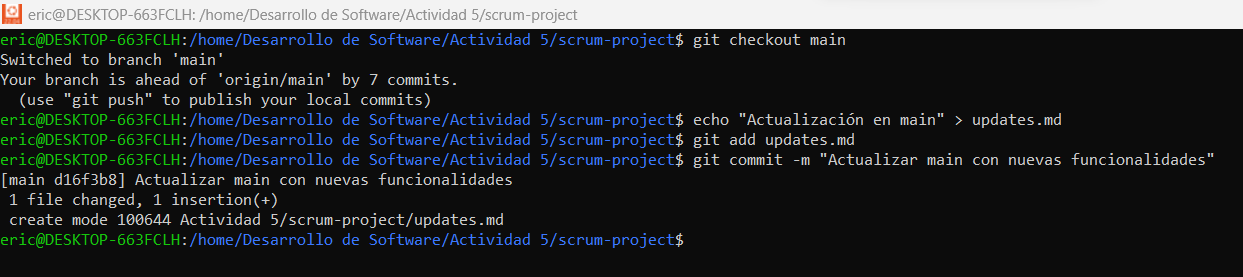 eric@DESKTOP-663FCLH: /home/Desarrollo de Software/Actividad 5/scrum-project
eric@DESKTOP-663FCLH:/home/Desarrollo de Software/Actividad 5/scrum-project$ git checkout main
Switched to branch 'main'
Your branch is ahead of 'origin/main' by 7 commits.
  (use "git push" to publish your local commits)
eric@DESKTOP-663FCLH:/home/Desarrollo de Software/Actividad 5/scrum-project$ echo "Actualización en main" > updates.md
eric@DESKTOP-663FCLH:/home/Desarrollo de Software/Actividad 5/scrum-project$ git add updates.md
eric@DESKTOP-663FCLH:/home/Desarrollo de Software/Actividad 5/scrum-project$ git commit -m "Actualizar main con nuevas funcionalidades"
[main d16f3b8] Actualizar main con nuevas funcionalidades
 1 file changed, 1 insertion(+)
 create mode 100644 Actividad 5/scrum-project/updates.md
eric@DESKTOP-663FCLH:/home/Desarrollo de Software/Actividad 5/scrum-project$